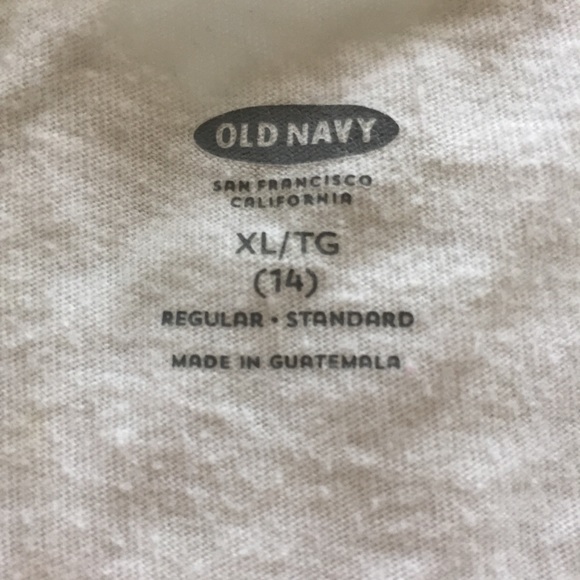 OLD NAVY
SAN FRANCISCO
CALIFORNIA
XL/TG
(14)
REGULAR • STANDARD
MADE IN GUATEMALA